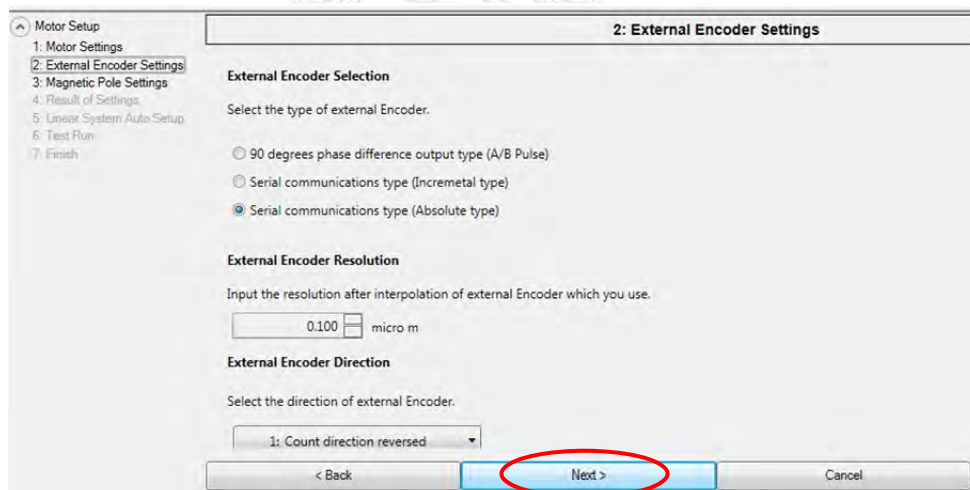 Motor Setup
1: Motor Settings
2: External Encoder Settings
3: Magnetic Pole Settings
4: Result of Settings
5: Linear System Auto Setup
6: Test Run
7: Finish
2: External Encoder Settings
External Encoder Selection
Select the type of external Encoder.
90 degrees phase difference output type (A/B Pulse)
Serial communications type (Incremetal type)
Serial communications type (Absolute type)
External Encoder Resolution
Input the resolution after interpolation of external Encoder which you use.
0.100 micro m
External Encoder Direction
Select the direction of external Encoder.
1: Count direction reversed
< Back Next > Cancel